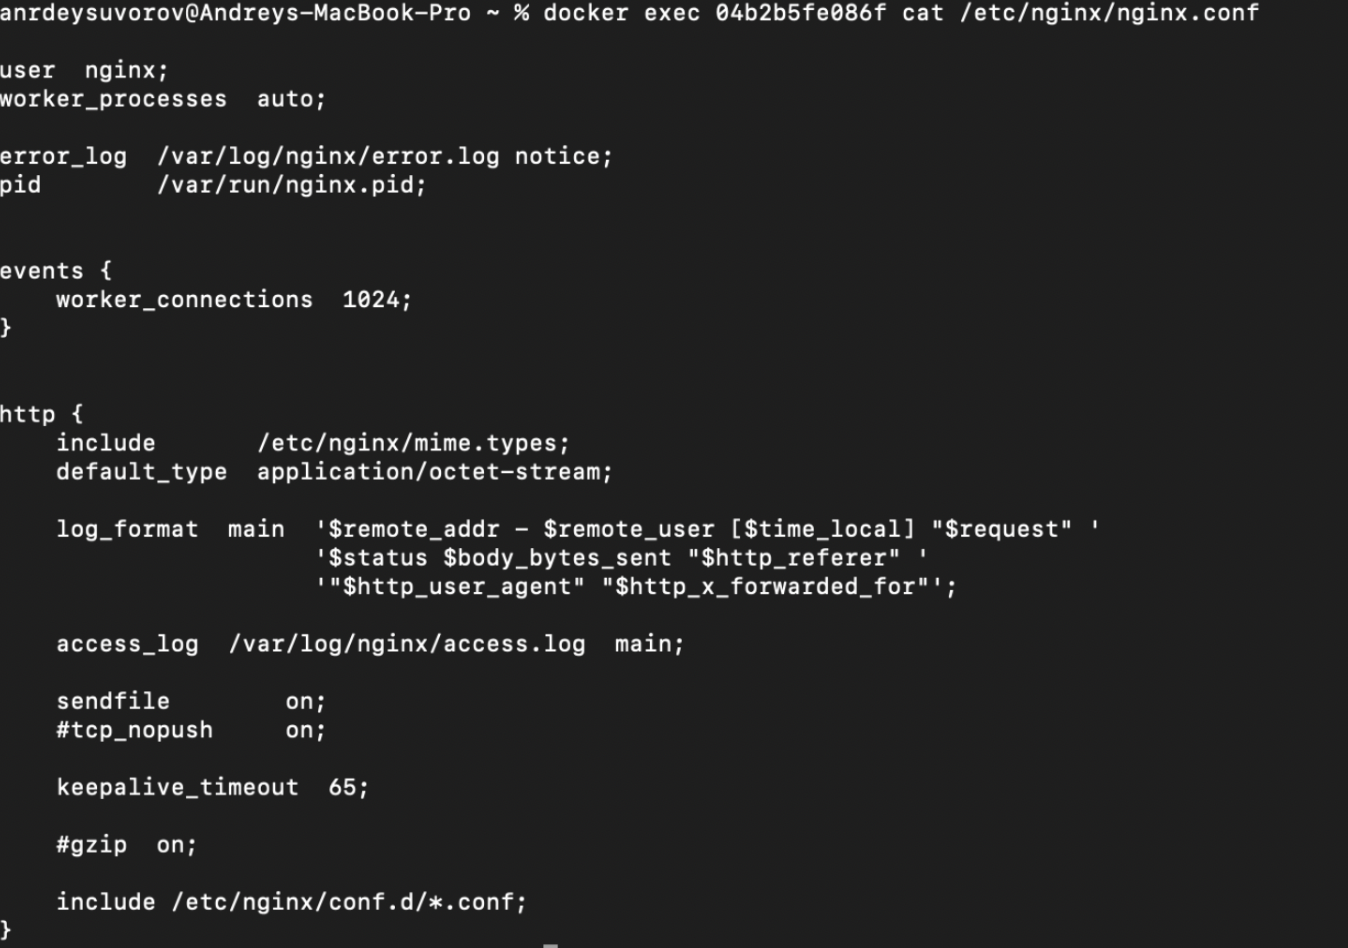 anrdeysuvorov@Andreys-MacBook-Pro ~ % docker exec 04b2b5fe086f cat /etc/nginx/nginx.conf
user  nginx;
worker_processes  auto;
error_log  /var/log/nginx/error.log notice;
pid        /var/run/nginx.pid;
events {
    worker_connections  1024;
}
http {
    include       /etc/nginx/mime.types;
    default_type  application/octet-stream;
    log_format  main  '$remote_addr - $remote_user [$time_local] "$request" '
                      '$status $body_bytes_sent "$http_referer" '
                      '"$http_user_agent" "$http_x_forwarded_for"';
    access_log  /var/log/nginx/access.log  main;
    sendfile        on;
    #tcp_nopush     on;
    keepalive_timeout  65;
    #gzip  on;
    include /etc/nginx/conf.d/*.conf;
}